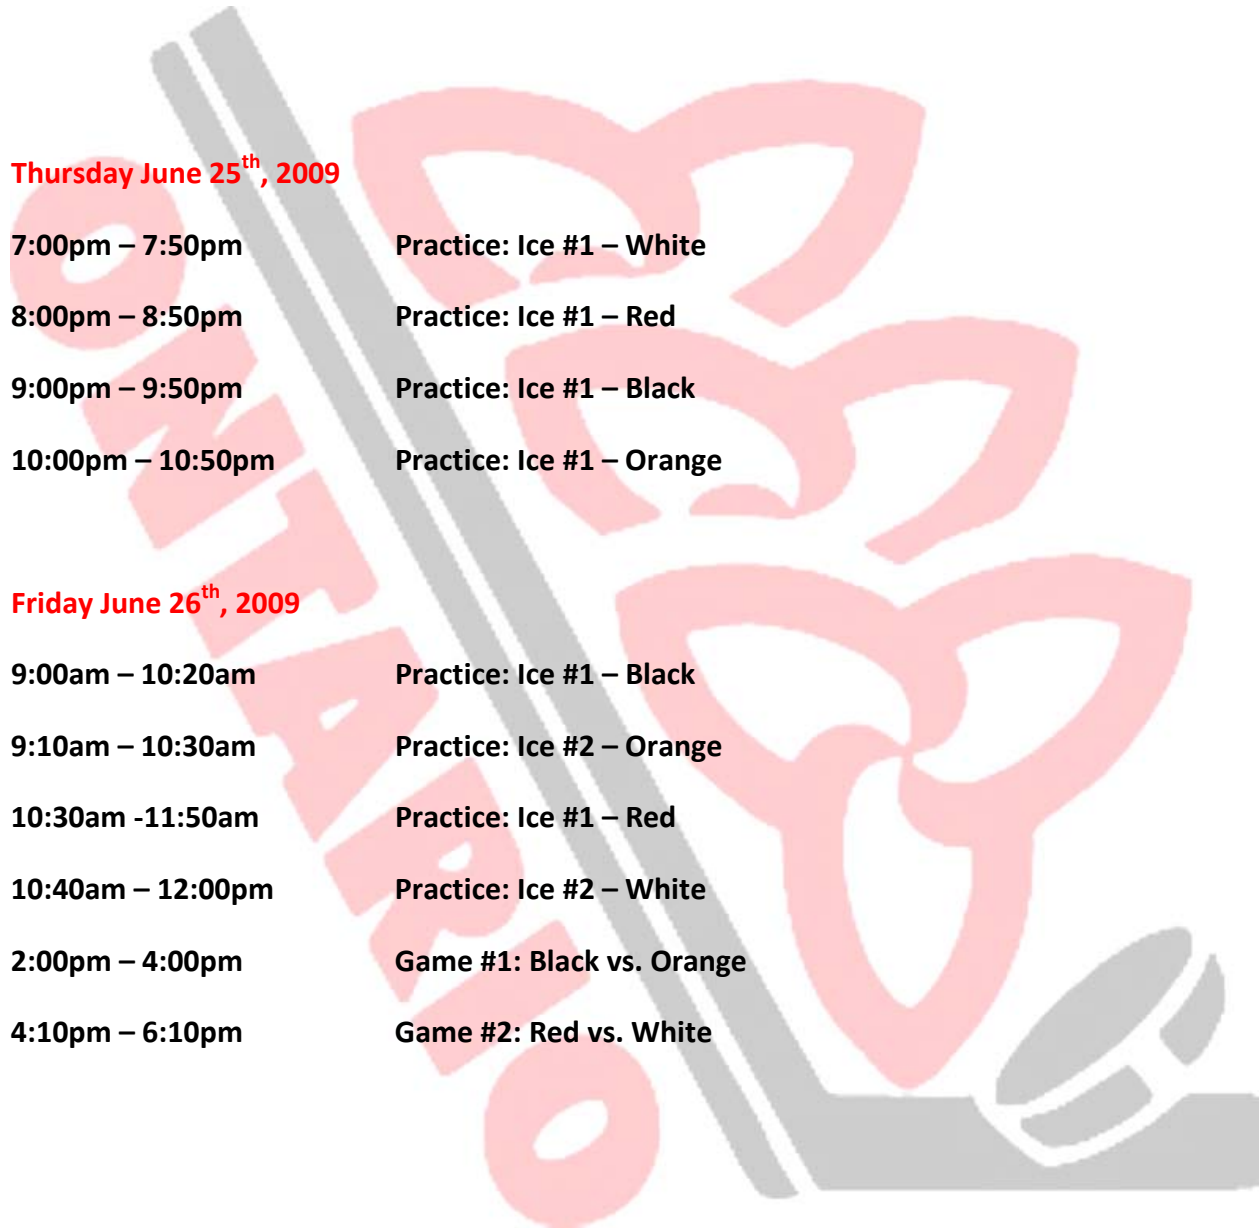 Thursday June 25th, 2009
7:00pm – 7:50pm Practice: Ice #1 – White
8:00pm – 8:50pm Practice: Ice #1 – Red
9:00pm – 9:50pm Practice: Ice #1 – Black
10:00pm – 10:50pm Practice: Ice #1 – Orange
Friday June 26th, 2009
9:00am – 10:20am Practice: Ice #1 – Black
9:10am – 10:30am Practice: Ice #2 – Orange
10:30am -11:50am Practice: Ice #1 – Red
10:40am – 12:00pm Practice: Ice #2 – White
2:00pm – 4:00pm Game #1: Black vs. Orange
4:10pm – 6:10pm Game #2: Red vs. White
ONTARIO